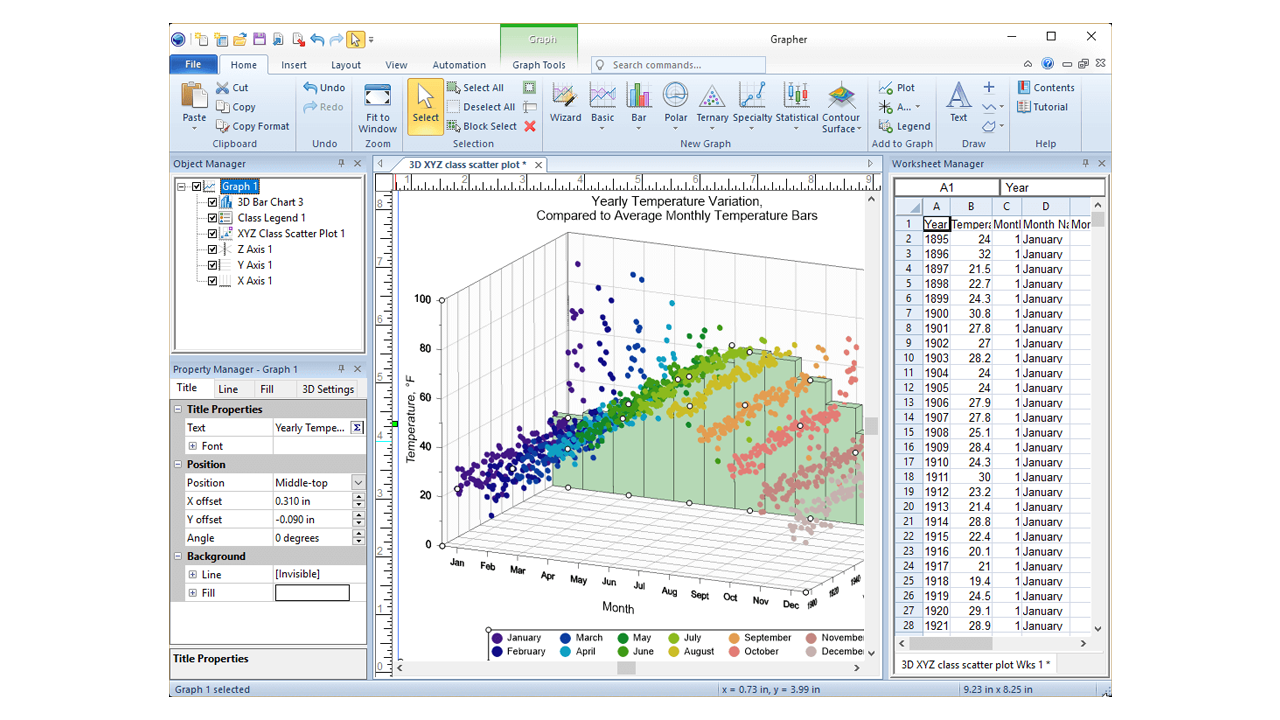 Graph
Grapher
File
Home
Insert
Layout
View
Automation
Graph Tools
Search commands...
Paste
Cut
Copy
Copy Format
Clipboard
Undo
Redo
Undo
Fit to
Window
Zoom
Select
Select All
Deselect All
Block Select
Selection
Wizard
Basic
Bar
Polar
Ternary
Specialty
Statistical
Contour
Surface
New Graph
Plot
A...
Legend
Add to Graph
Text
Draw
Contents
Tutorial
Help
Object Manager
Graph 1
3D Bar Chart 3
Class Legend 1
XYZ Class Scatter Plot 1
Z Axis 1
Y Axis 1
X Axis 1
Property Manager - Graph 1
Title Line Fill 3D Settings
Title Properties
Text Yearly Tempe... Σ
Font
Position
Position Middle-top
X offset 0.310 in
Y offset -0.090 in
Angle 0 degrees
Background
Line [Invisible]
Fill
Title Properties
Graph 1 selected
3D XYZ class scatter plot *
1 4 5 6 7 8 9
8
7
6
4
3
2
1
0
Yearly Temperature Variation,
Compared to Average Monthly Temperature Bars
100
80
60
40
20
0
Temperature, °F
Jan Feb Mar Apr May Jun Jul Aug Sept Oct Nov Dec
1900 1920 1940
Month
January March May July September November
February April June August October December
x = 0.73 in, y = 3.99 in
9.23 in x 8.25 in
Worksheet Manager
A1 Year
A B C D
1 Year Tempera Montl Month Na Mor
2 1895 24 1 January
3 1896 32 1 January
4 1897 21.5 1 January
5 1898 22.7 1 January
6 1899 24.3 1 January
7 1900 30.8 1 January
8 1901 27.8 1 January
9 1902 27 1 January
10 1903 28.2 1 January
11 1904 24 1 January
12 1905 24 1 January
13 1906 27.9 1 January
14 1907 27.8 1 January
15 1908 25.1 1 January
16 1909 28.4 1 January
17 1910 24.3 1 January
18 1911 30 1 January
19 1912 23.2 1 January
20 1913 21.4 1 January
21 1914 28.8 1 January
22 1915 22.4 1 January
23 1916 20.1 1 January
24 1917 21 1 January
25 1918 19.4 1 January
26 1919 24.5 1 January
27 1920 29.1 1 January
28 1921 28.9 1 January
3D XYZ class scatter plot Wks 1 *